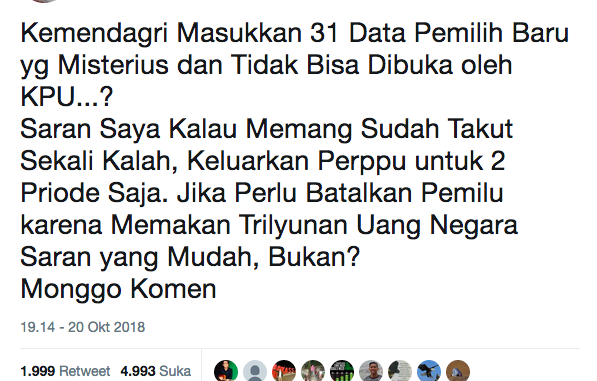 Kemendagri Masukkan 31 Data Pemilih Baru
yg Misterius dan Tidak Bisa Dibuka oleh
KPU...?
Saran Saya Kalau Memang Sudah Takut
Sekali Kalah, Keluarkan Perppu untuk 2
Priode Saja. Jika Perlu Batalkan Pemilu
karena Memakan Trilyunan Uang Negara
Saran yang Mudah, Bukan?
Monggo Komen
19.14 - 20 Okt 2018
1.999 Retweet 4.993 Suka